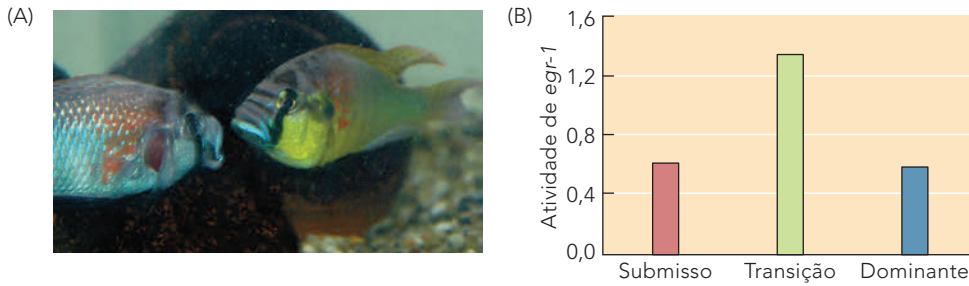 (A)
(B)
Atividade de egr-1
1,6
1,2
0,8
0,4
0,0
Submisso Transição Dominante